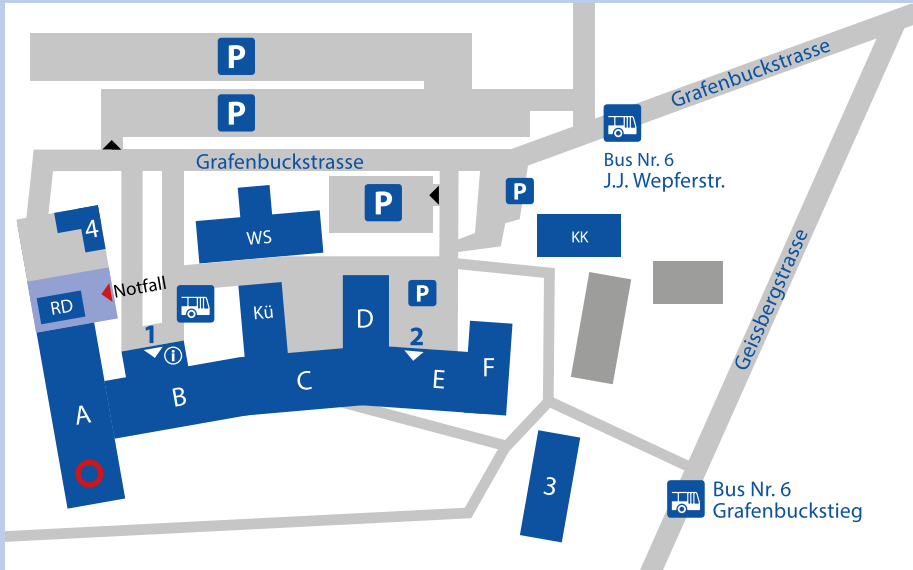 P
P
Grafenbuckstrasse
Bus Nr. 6
J.J. Wepferstr.
Grafenbuckstrasse
P
P
KK
WS
4
Geissbergstrasse
Notfall
RD
P
Kü
D
1
i
2
F
E
C
B
A
3
Bus Nr. 6
Grafenbuckstieg